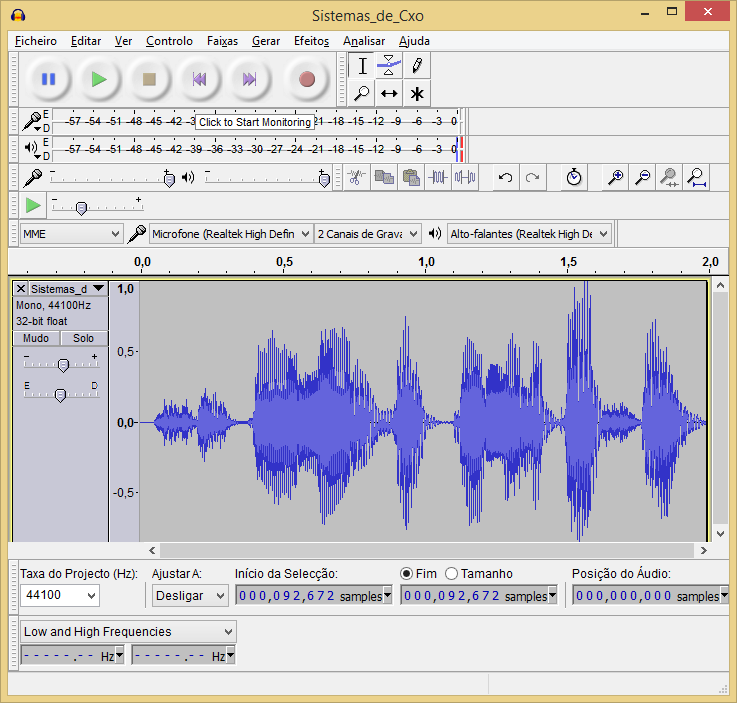 Sistemas_de_Cxo
Ficheiro Editar Ver Controlo Faixas Gerar Efeitos Analisar Ajuda
E D -57 -54 -51 -48 -45 -42 Click to Start Monitoring -18 -15 -12 -9 -6 -3 0
E D -57 -54 -51 -48 -45 -42 -39 -36 -33 -30 -27 -24 -21 -18 -15 -12 -9 -6 -3 0
- + - +
- +
MME Microfone (Realtek High Defin 2 Canais de Grava Alto-falantes (Realtek High De
0,0 0,5 1,0 1,5 2,0
Sistemas_d 1,0
Mono, 44100Hz
32-bit float
Mudo Solo
- + 0,5
E D
0,0
-0,5
Taxa do Projecto (Hz): Ajustar A: Início da Selecção: Fim Tamanho Posição do Áudio:
44100 Desligar 000,092,672 samples 000,092,672 samples 000,000,000 samples
Low and High Frequencies
-----.-- Hz -----.-- Hz